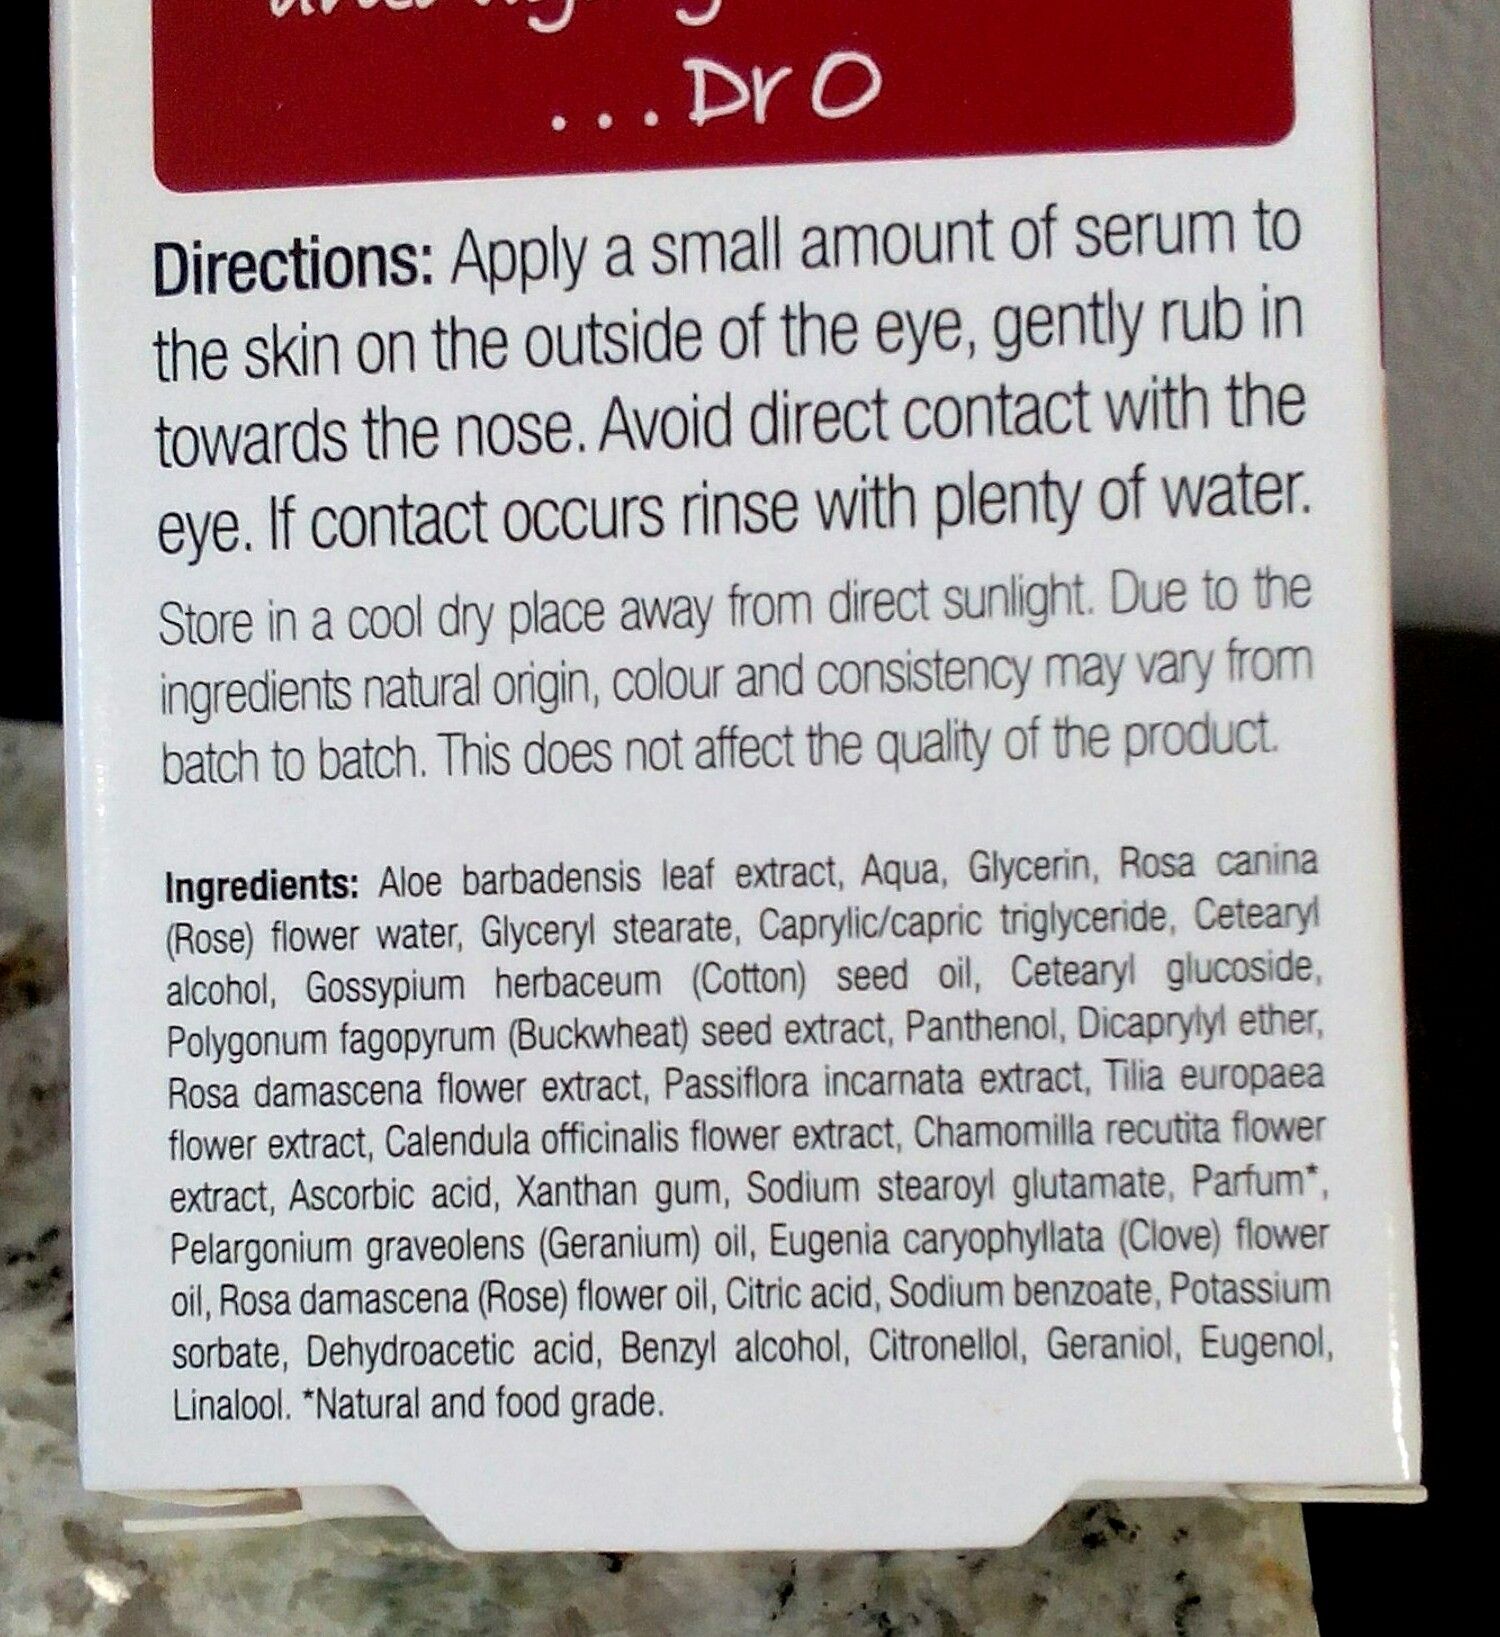 ...Dr O
Directions: Apply a small amount of serum to
the skin on the outside of the eye, gently rub in
towards the nose. Avoid direct contact with the
eye. If contact occurs rinse with plenty of water.
Store in a cool dry place away from direct sunlight. Due to the
ingredients natural origin, colour and consistency may vary from
batch to batch. This does not affect the quality of the product.
Ingredients: Aloe barbadensis leaf extract, Aqua, Glycerin, Rosa canina
(Rose) flower water, Glyceryl stearate, Caprylic/capric triglyceride, Cetearyl
alcohol, Gossypium herbaceum (Cotton) seed oil, Cetearyl glucoside,
Polygonum fagopyrum (Buckwheat) seed extract, Panthenol, Dicaprylyl ether,
Rosa damascena flower extract, Passiflora incarnata extract, Tilia europaea
flower extract, Calendula officinalis flower extract, Chamomilla recutita flower
extract, Ascorbic acid, Xanthan gum, Sodium stearoyl glutamate, Parfum*,
Pelargonium graveolens (Geranium) oil, Eugenia caryophyllata (Clove) flower
oil, Rosa damascena (Rose) flower oil, Citric acid, Sodium benzoate, Potassium
sorbate, Dehydroacetic acid, Benzyl alcohol, Citronellol, Geraniol, Eugenol,
Linalool. *Natural and food grade.